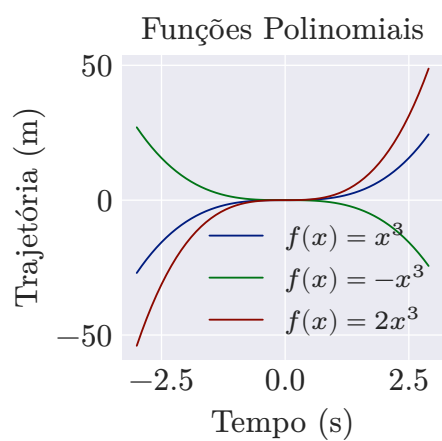 Funções Polinomiais
Trajetória (m)
50
0
−50
f(x) = x³
f(x) = −x³
f(x) = 2x³
−2.5
0.0
2.5
Tempo (s)